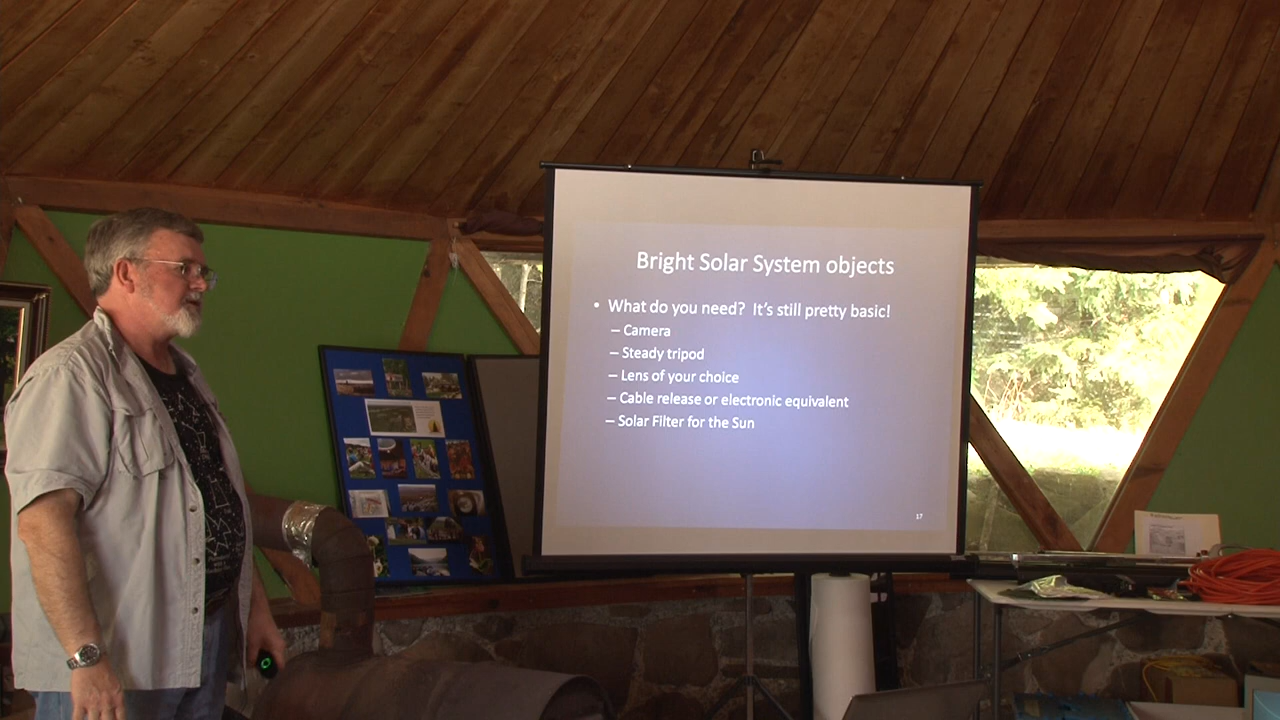 Bright Solar System objects
• What do you need? It's still pretty basic!
– Camera
– Steady tripod
– Lens of your choice
– Cable release or electronic equivalent
– Solar Filter for the Sun
17